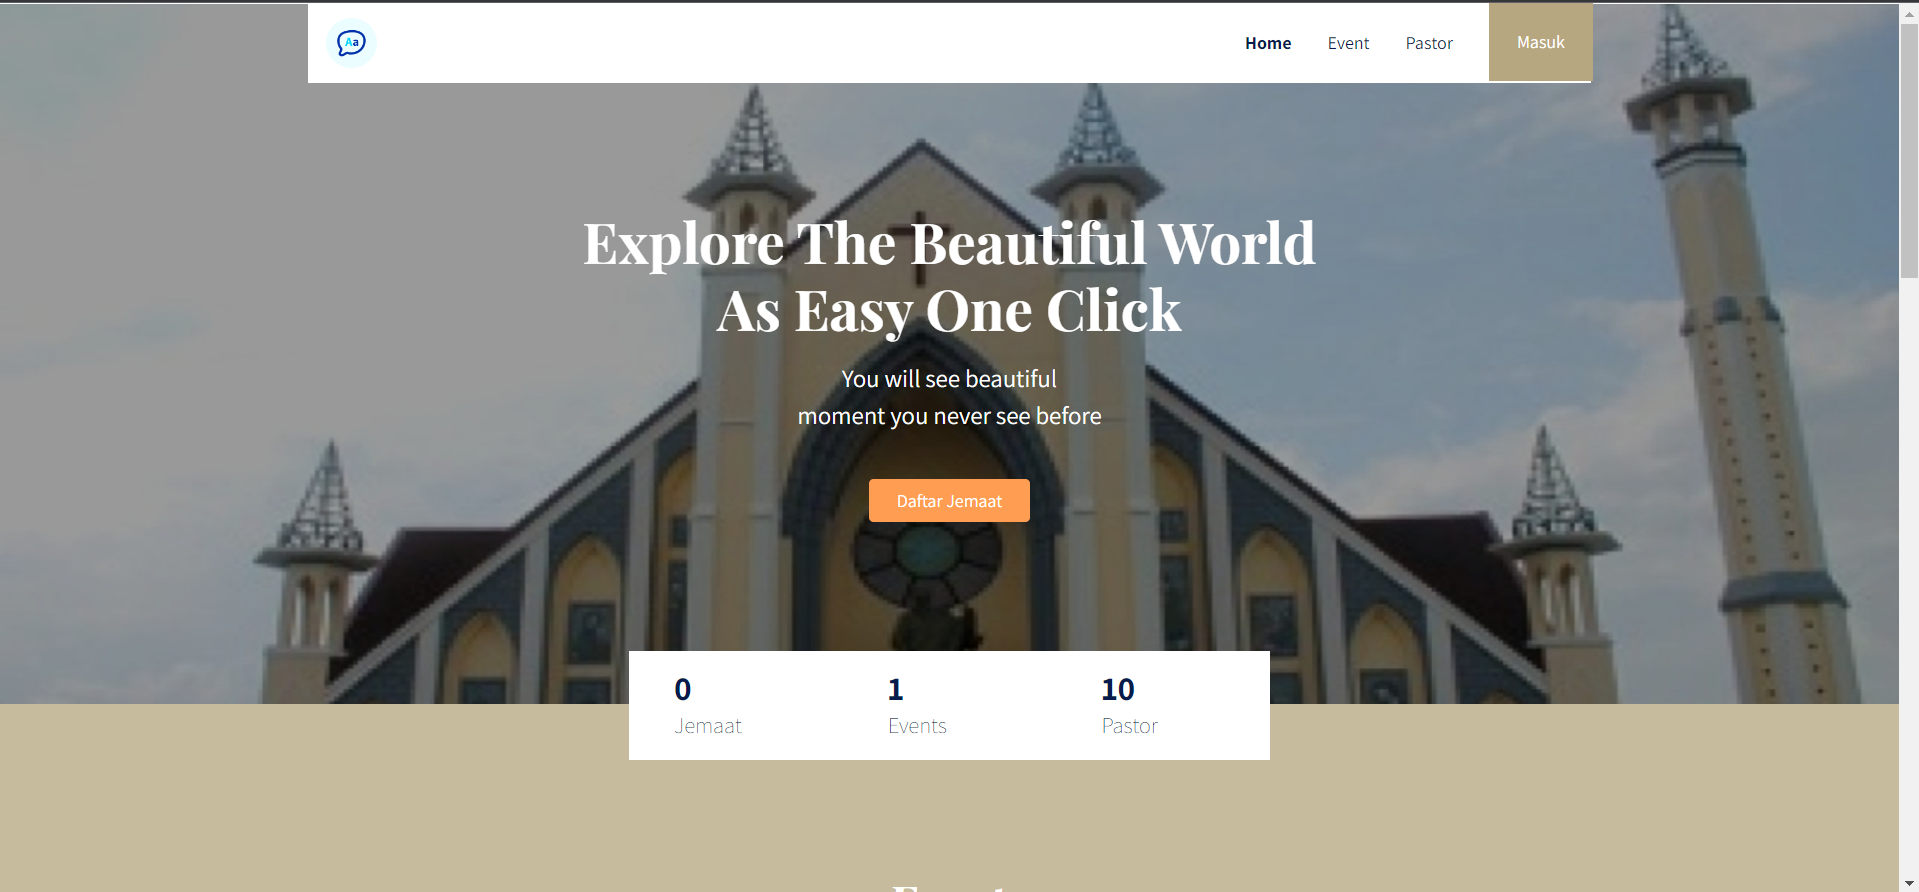 Aa
Home Event Pastor Masuk
Explore The Beautiful World
As Easy One Click
You will see beautiful
moment you never see before
Daftar Jemaat
0 1 10
Jemaat Events Pastor